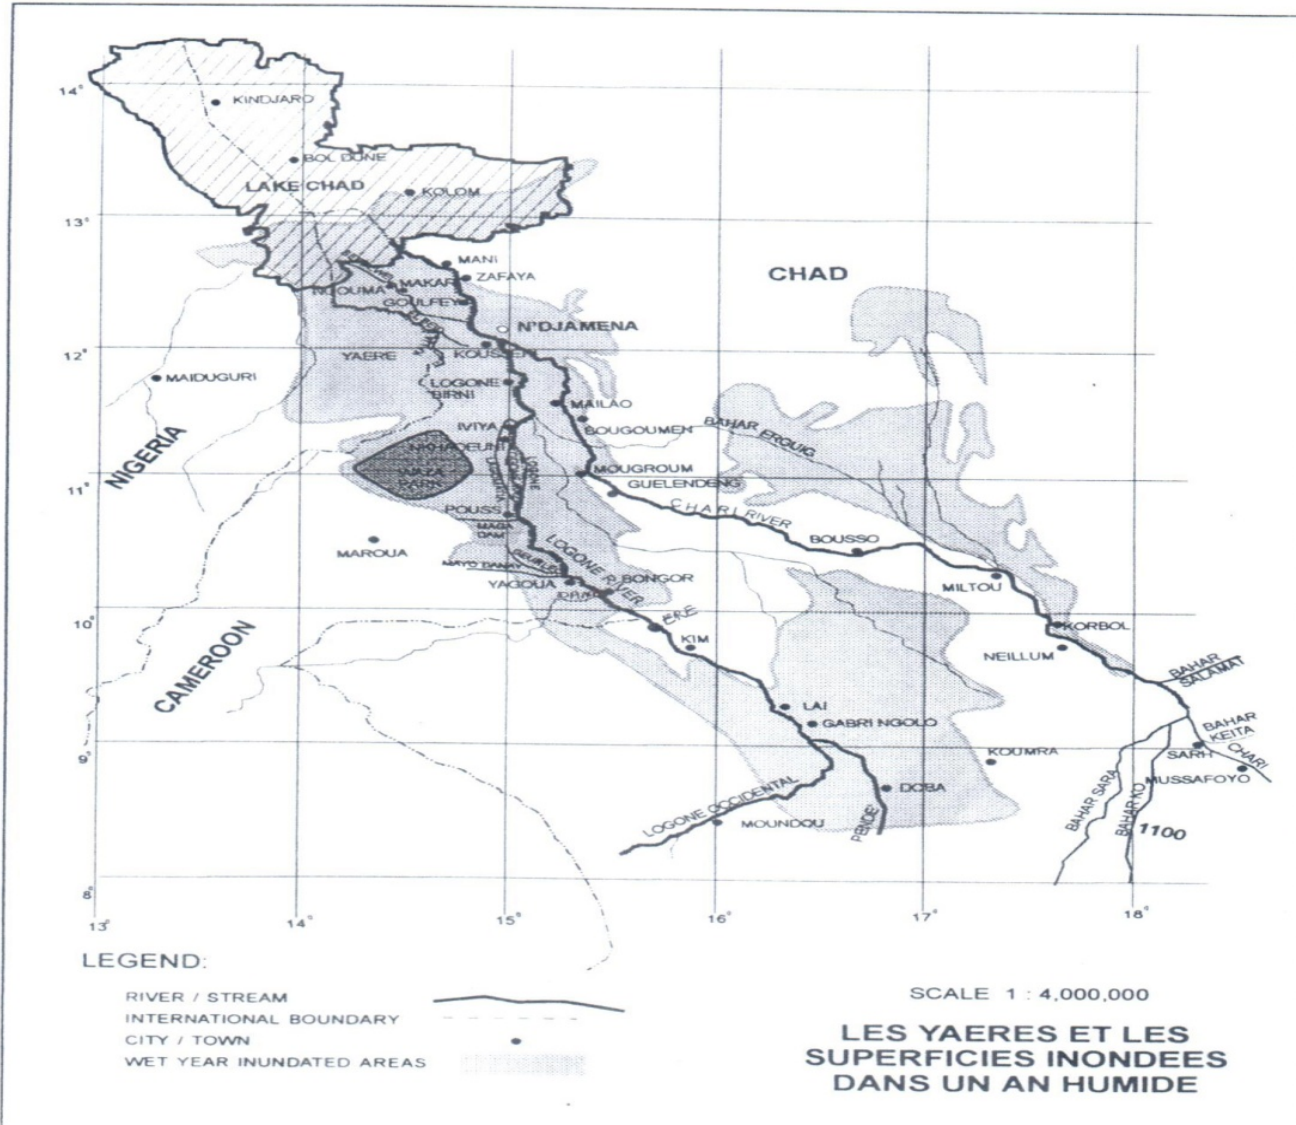 14°
KINDJARO
BOL DUNE
LAKE CHAD
KOLOM
13°
MANI
ZAFAYA
MAKARI
NGOUMA
GOULFEY
CHAD
N'DJAMENA
12°
YAERE
KOUSSERI
MAIDUGURI
LOGONE
BIRNI
MAILAO
IVIYA
BOUGOUMEN
BAHAR ERGUIG
NIGERIA
11°
WAZA
PARK
MOUGROUM
GUELENDENG
CHARI RIVER
POUSS
MAGA
DAM
BOUSSO
MAROUA
LOGONE RIVER
MAYO DANAY
YAGOUA
BONGOR
MILTOU
10°
ERE
KORBOL
CAMEROON
KIM
NEILLUM
BAHAR
SALAMAT
LAI
GABRI NGOLO
BAHAR
KEITA
9°
KOUMRA
SARH
CHARI
DOBA
MUSSAFOYO
LOGONE OCCIDENTAL
MOUNDOU
PENDE
BAHAR SARA
BAHAR KO
1100
8°
13°
14°
15°
16°
17°
18°
LEGEND:
RIVER / STREAM
INTERNATIONAL BOUNDARY
CITY / TOWN
WET YEAR INUNDATED AREAS
SCALE 1 : 4,000,000
LES YAERES ET LES
SUPERFICIES INONDEES
DANS UN AN HUMIDE